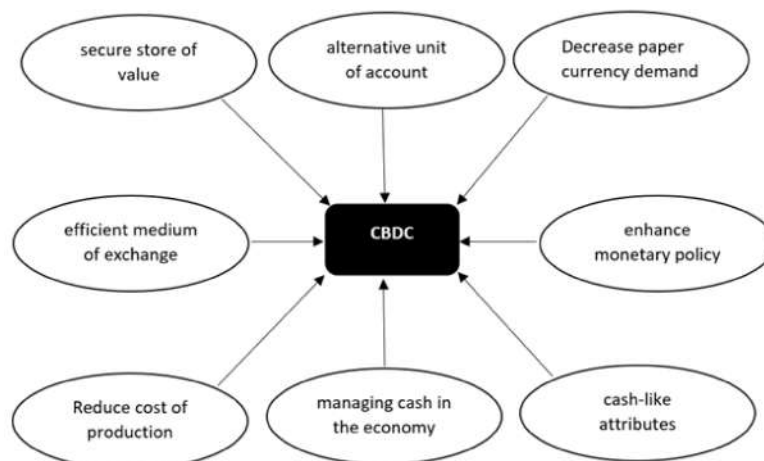 secure store of
value
alternative unit
of account
Decrease paper
currency demand
efficient medium
of exchange
CBDC
enhance
monetary policy
Reduce cost of
production
managing cash in
the economy
cash-like
attributes